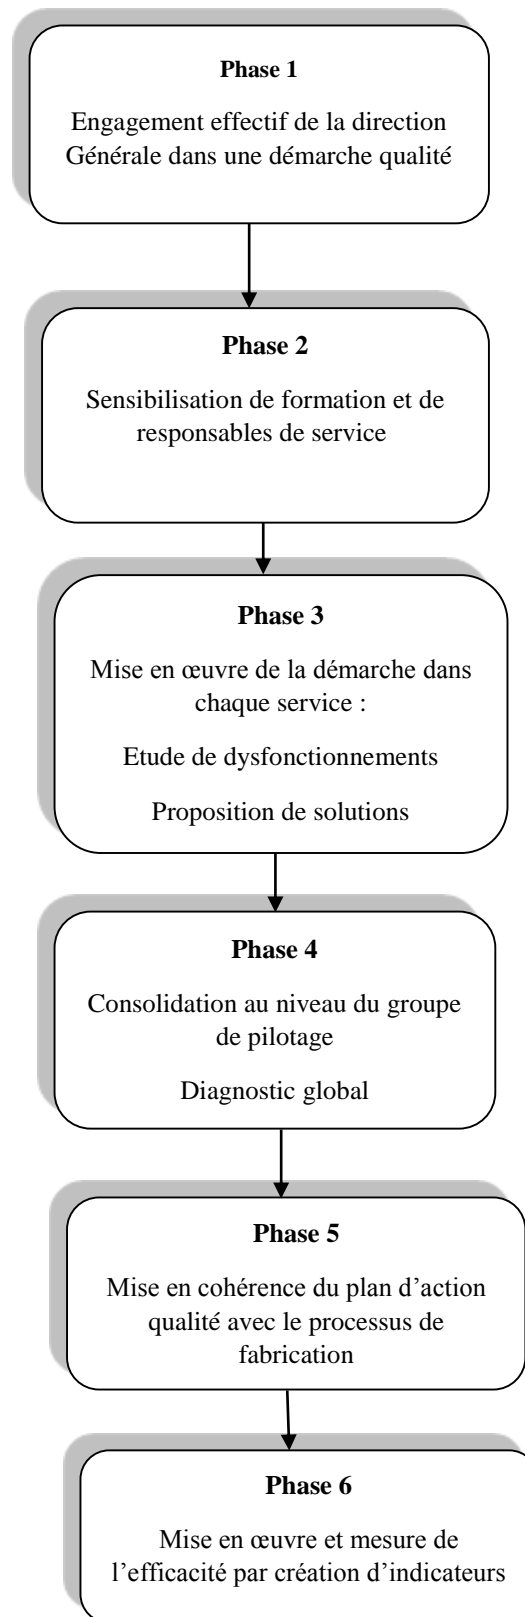 Phase 1
Engagement effectif de la direction
Générale dans une démarche qualité
Phase 2
Sensibilisation de formation et de
responsables de service
Phase 3
Mise en œuvre de la démarche dans
chaque service :
Etude de dysfonctionnements
Proposition de solutions
Phase 4
Consolidation au niveau du groupe
de pilotage
Diagnostic global
Phase 5
Mise en cohérence du plan d’action
qualité avec le processus de
fabrication
Phase 6
Mise en œuvre et mesure de
l’efficacité par création d’indicateurs